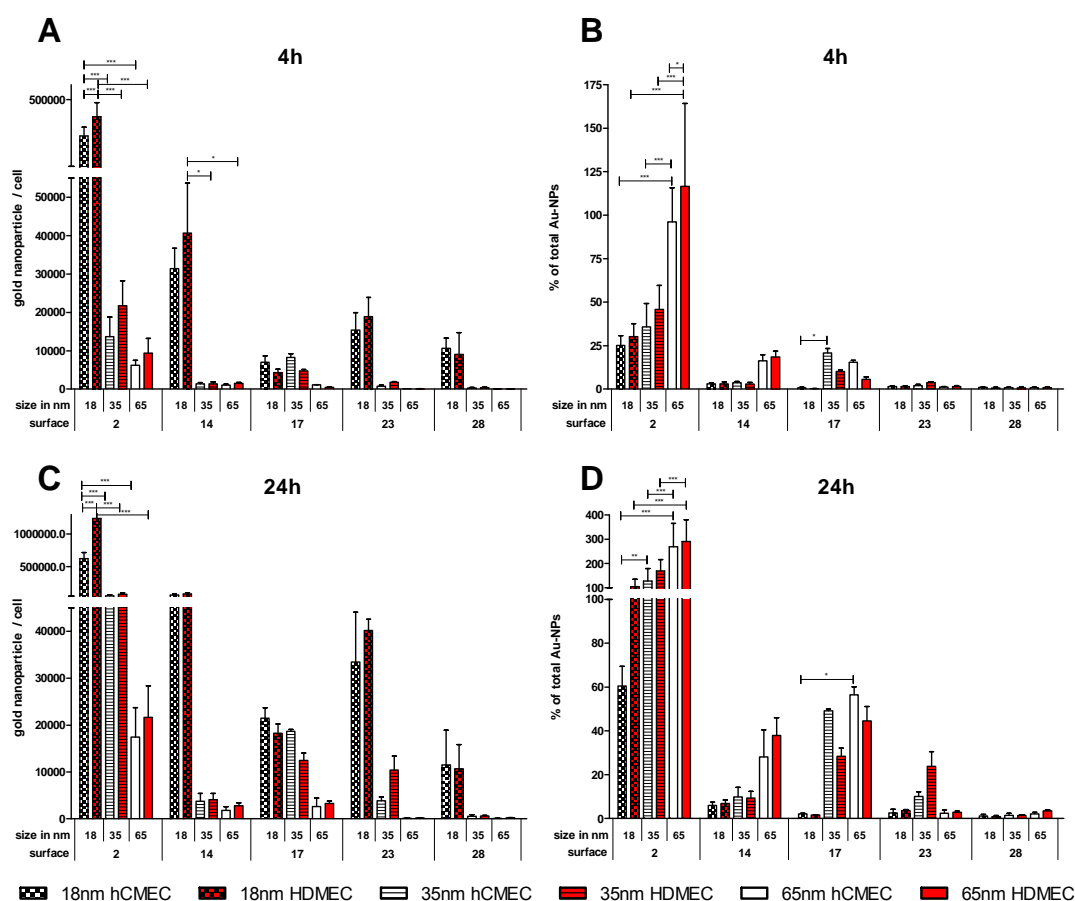 A
4h
***
***
***
***
***
*
*
gold nanoparticle / cell
500000
50000
40000
30000
20000
10000
0
size in nm 18 35 65 18 35 65 18 35 65 18 35 65 18 35 65
surface 2 14 17 23 28
B
4h
*
***
***
***
***
*
% of total Au-NPs
175
150
125
100
75
50
25
0
size in nm 18 35 65 18 35 65 18 35 65 18 35 65 18 35 65
surface 2 14 17 23 28
C
24h
***
***
***
***
***
gold nanoparticle / cell
1000000.0
500000.0
40000
30000
20000
10000
0
size in nm 18 35 65 18 35 65 18 35 65 18 35 65 18 35 65
surface 2 14 17 23 28
D
24h
***
***
***
***
**
*
% of total Au-NPs
400
300
200
100
100
80
60
40
20
0
size in nm 18 35 65 18 35 65 18 35 65 18 35 65 18 35 65
surface 2 14 17 23 28
18nm hCMEC 18nm HDMEC 35nm hCMEC 35nm HDMEC 65nm hCMEC 65nm HDMEC